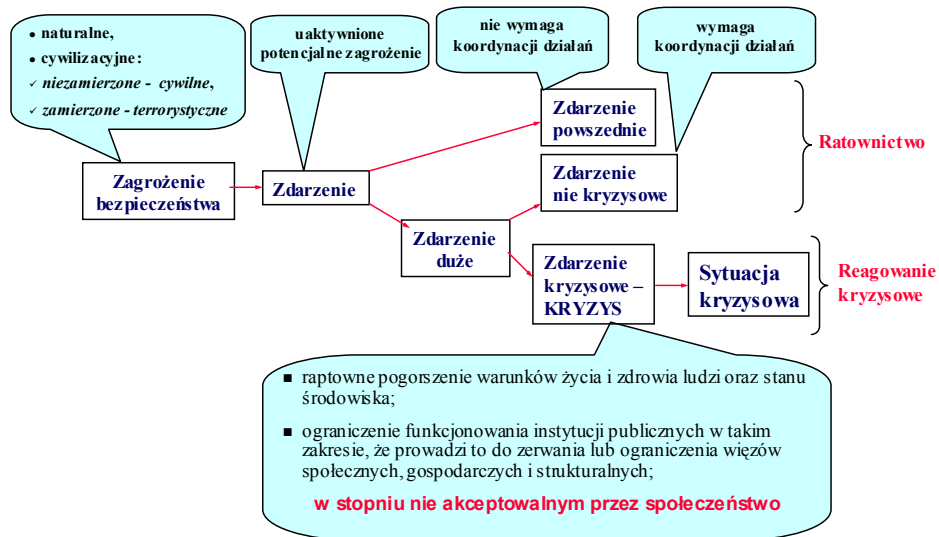 • naturalne,
• cywilizacyjne:
✓ niezamierzone - cywilne,
✓ zamierzone - terrorystyczne
uaktywnione
potencjalne zagrożenie
nie wymaga
koordynacji działań
wymaga
koordynacji działań
Zagrożenie
bezpieczeństwa
Zdarzenie
Zdarzenie
powszednie
Zdarzenie
nie kryzysowe
Ratownictwo
Zdarzenie
duże
Zdarzenie
kryzysowe –
KRYZYS
Sytuacja
kryzysowa
Reagowanie
kryzysowe
■ raptowne pogorszenie warunków życia i zdrowia ludzi oraz stanu
środowiska;
■ ograniczenie funkcjonowania instytucji publicznych w takim
zakresie, że prowadzi to do zerwania lub ograniczenia więzów
społecznych, gospodarczych i strukturalnych;
w stopniu nie akceptowalnym przez społeczeństwo